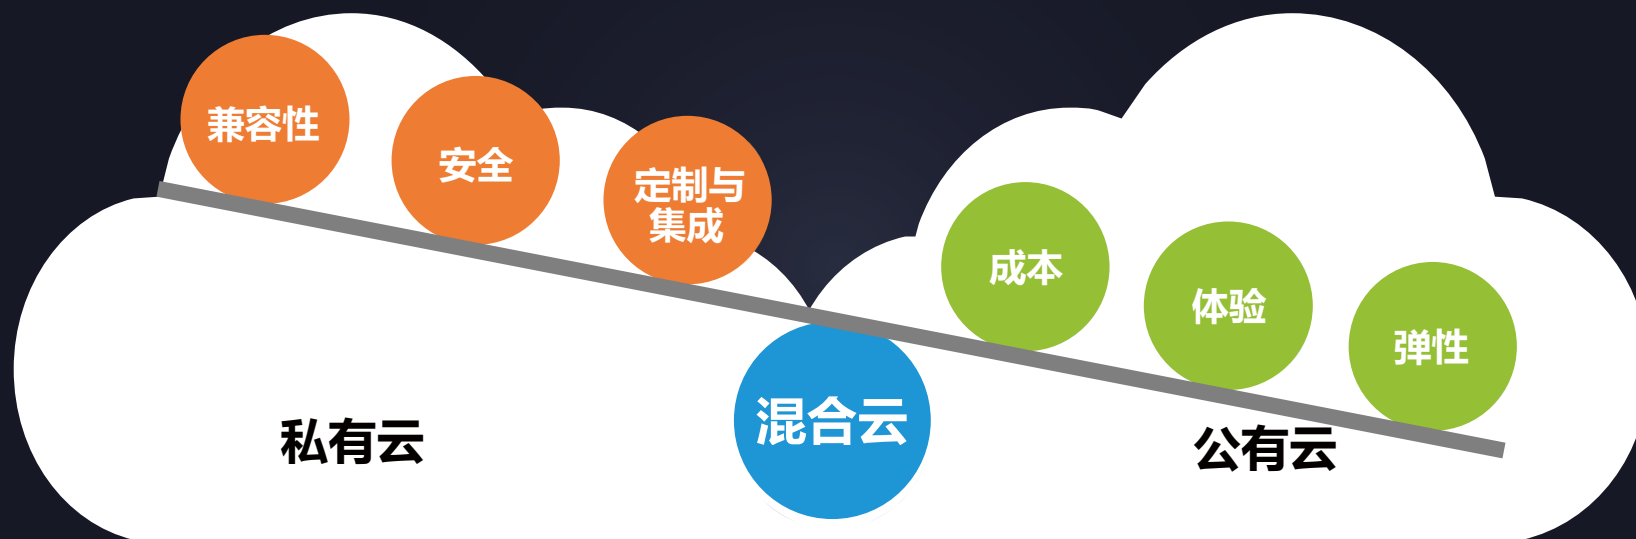 兼容性
安全
定制与
集成
成本
体验
弹性
私有云
混合云
公有云